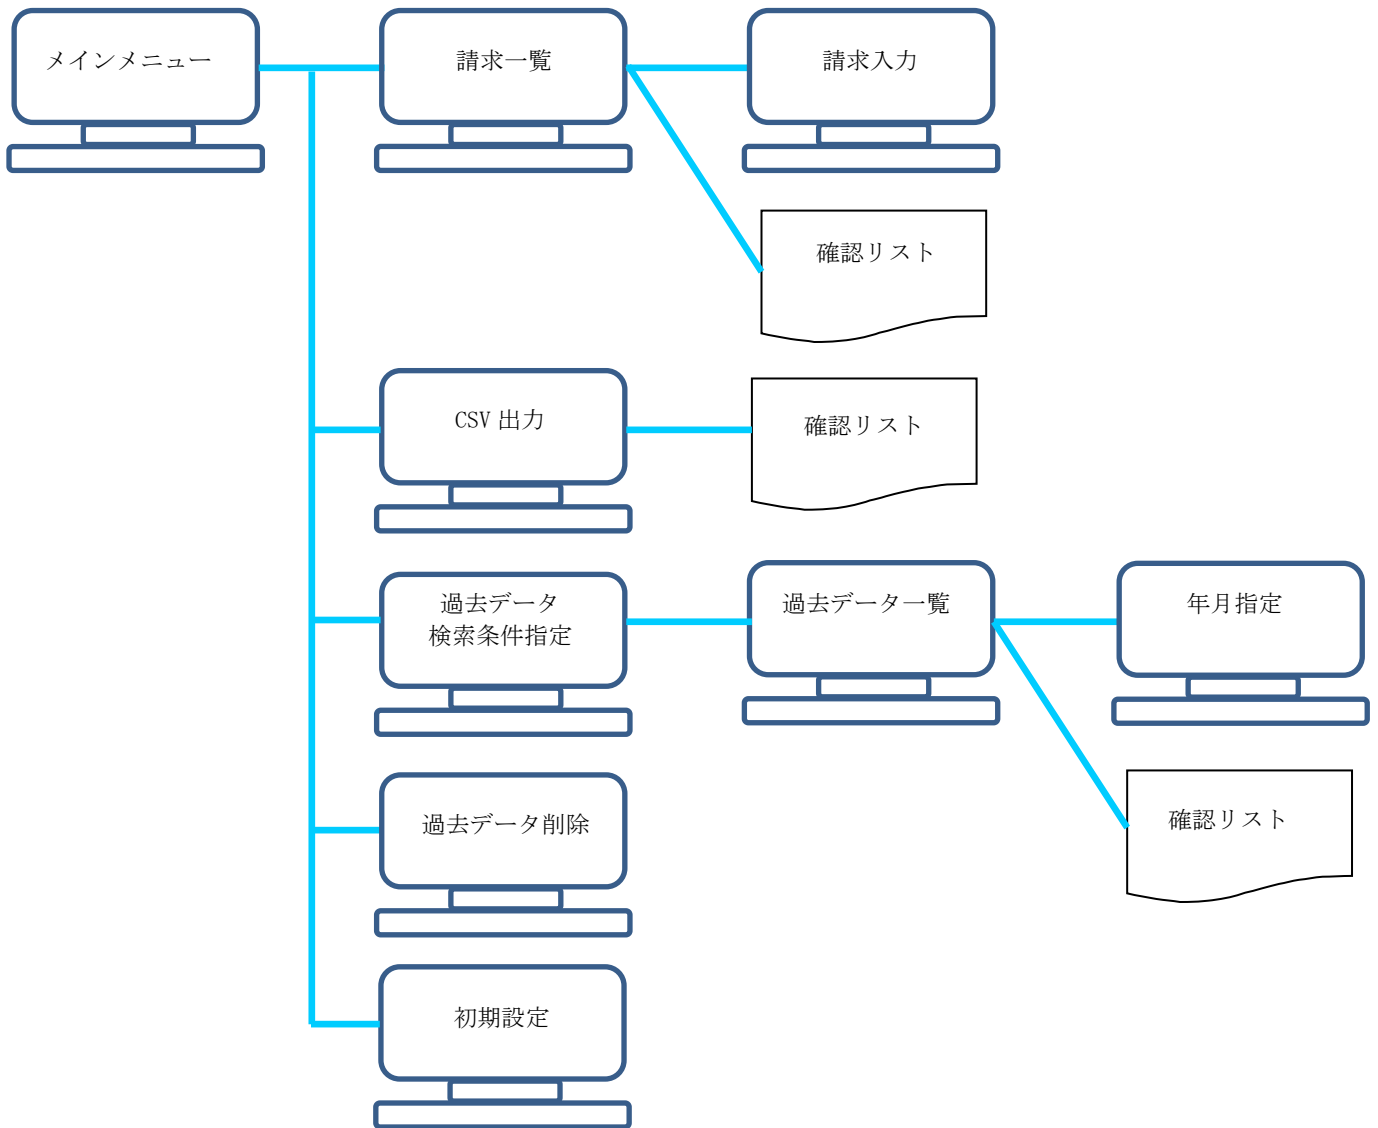 メインメニュー
請求一覧
請求入力
確認リスト
CSV 出力
確認リスト
過去データ
検索条件指定
過去データ一覧
年月指定
確認リスト
過去データ削除
初期設定